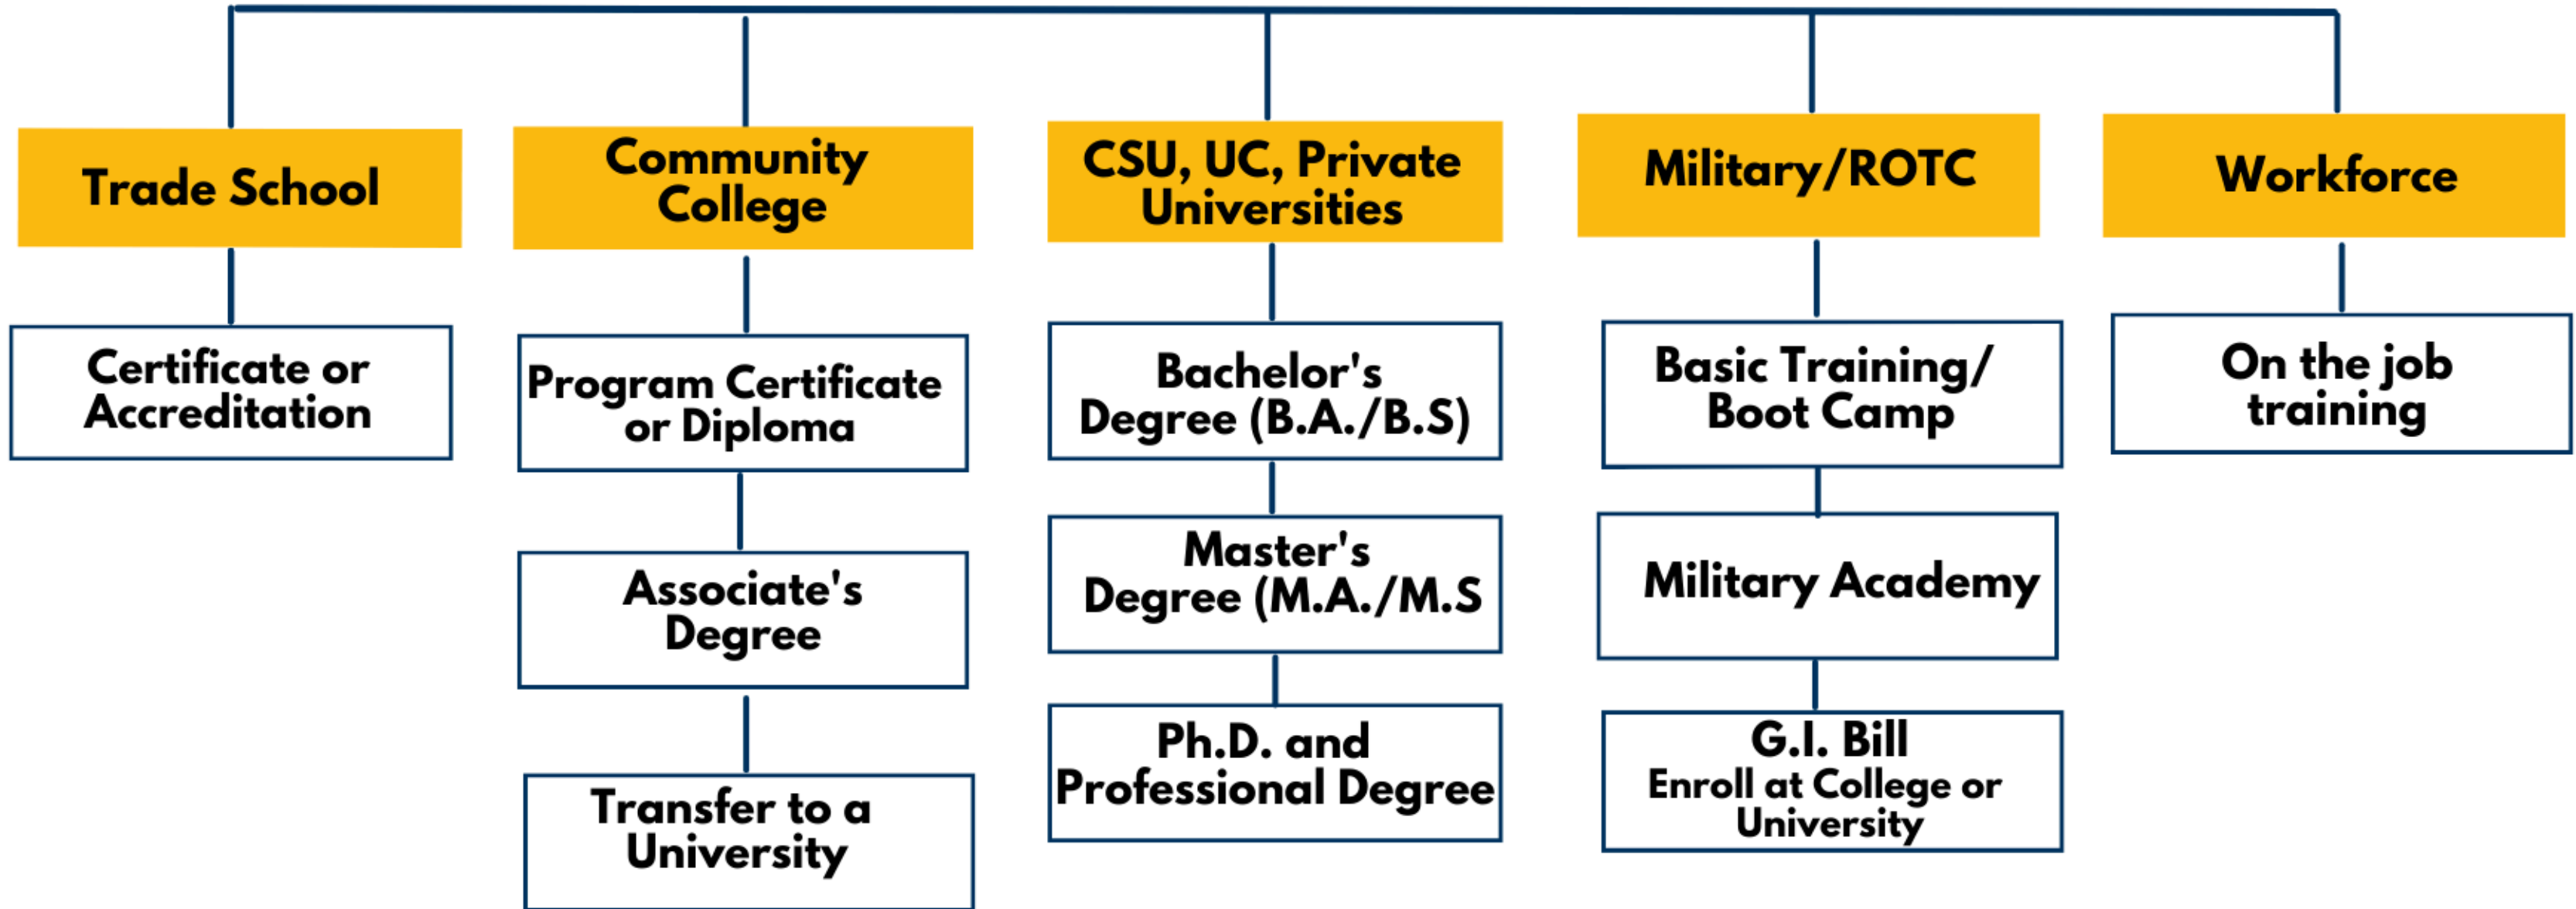 Trade School
Community
College
CSU, UC, Private
Universities
Military/ROTC
Workforce
Certificate or
Accreditation
Program Certificate
or Diploma
Associate's
Degree
Transfer to a
University
Bachelor's
Degree (B.A./B.S)
Master's
Degree (M.A./M.S
Ph.D. and
Professional Degree
Basic Training/
Boot Camp
Military Academy
G.I. Bill
Enroll at College or
University
On the job
training